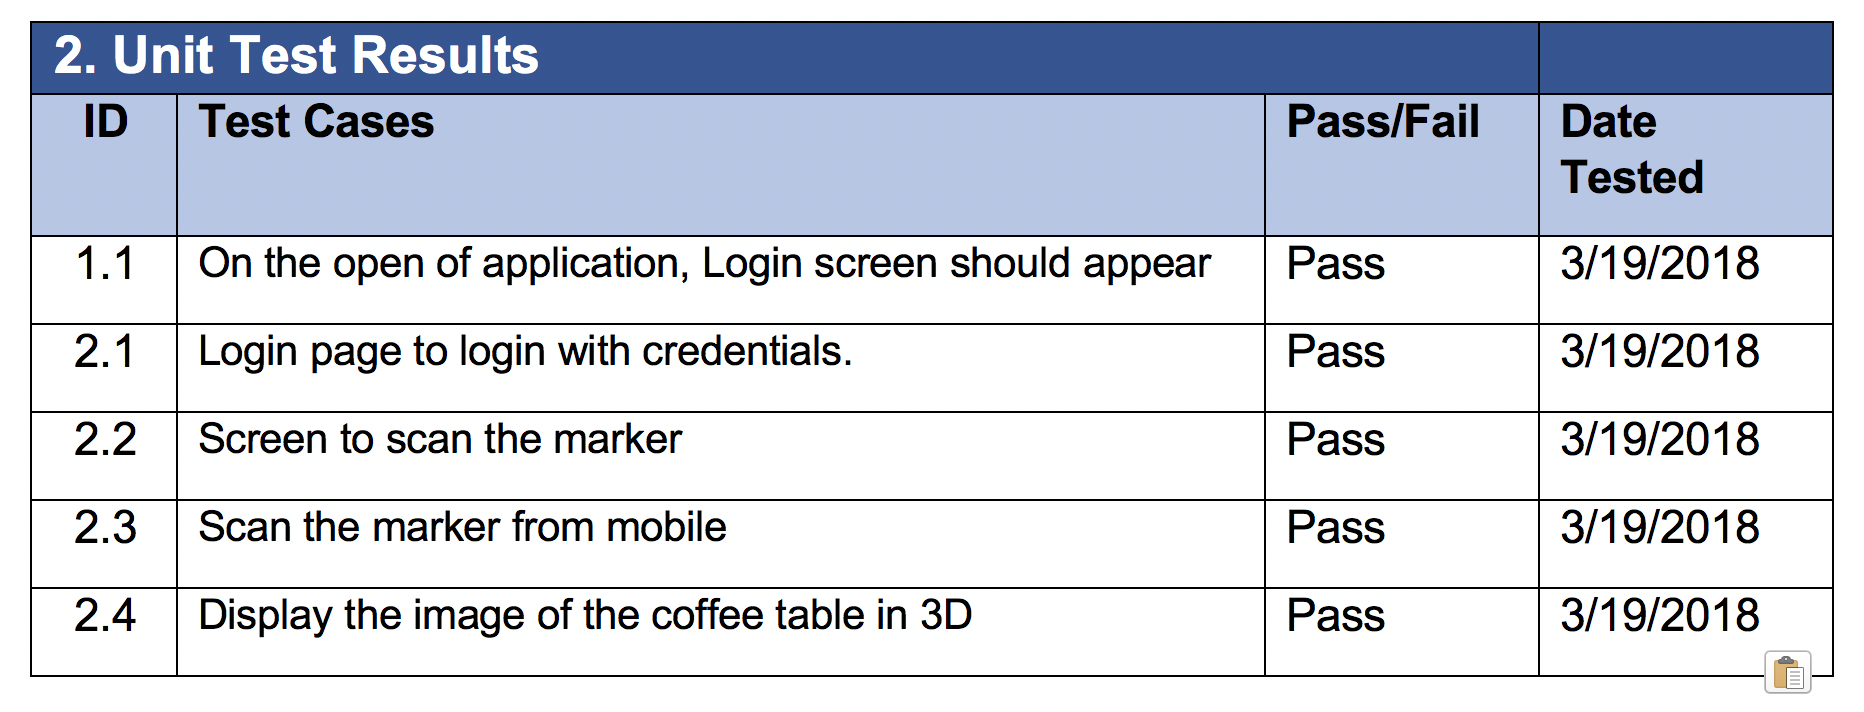 2. Unit Test Results
ID Test Cases Pass/Fail Date
Tested
1.1 On the open of application, Login screen should appear Pass 3/19/2018
2.1 Login page to login with credentials. Pass 3/19/2018
2.2 Screen to scan the marker Pass 3/19/2018
2.3 Scan the marker from mobile Pass 3/19/2018
2.4 Display the image of the coffee table in 3D Pass 3/19/2018